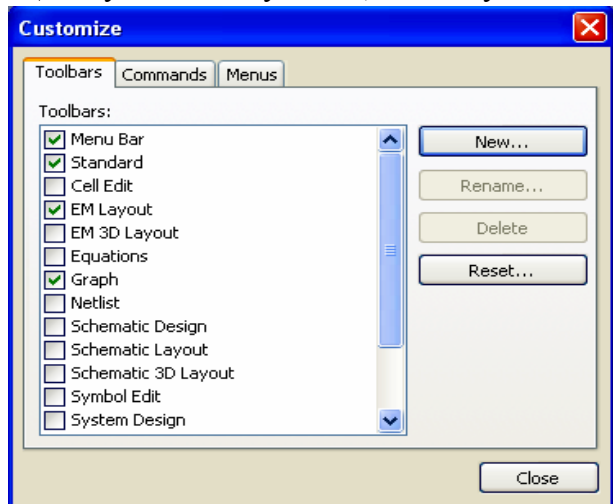 Customize
Toolbars Commands Menus
Toolbars:
Menu Bar
Standard
Cell Edit
EM Layout
EM 3D Layout
Equations
Graph
Netlist
Schematic Design
Schematic Layout
Schematic 3D Layout
Symbol Edit
System Design
New...
Rename...
Delete
Reset...
Close